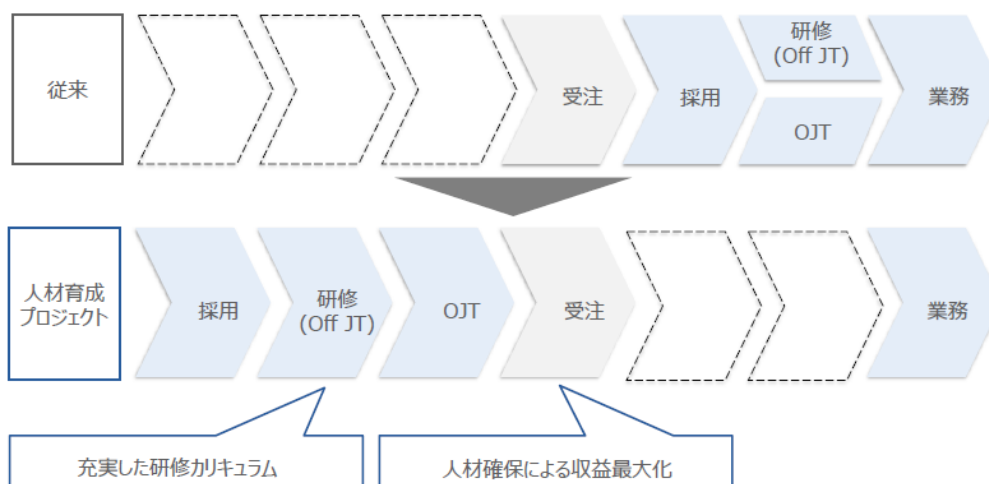 従来
受注
採用
研修
(Off JT)
OJT
業務
人材育成
プロジェクト
採用
研修
(Off JT)
OJT
受注
業務
充実した研修カリキュラム
人材確保による収益最大化